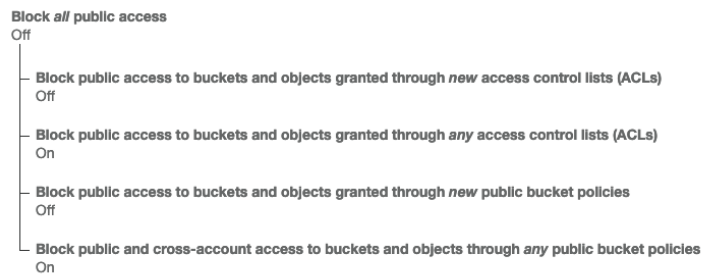 Block all public access
Off
Block public access to buckets and objects granted through new access control lists (ACLs)
Off
Block public access to buckets and objects granted through any access control lists (ACLs)
On
Block public access to buckets and objects granted through new public bucket policies
Off
Block public and cross-account access to buckets and objects through any public bucket policies
On